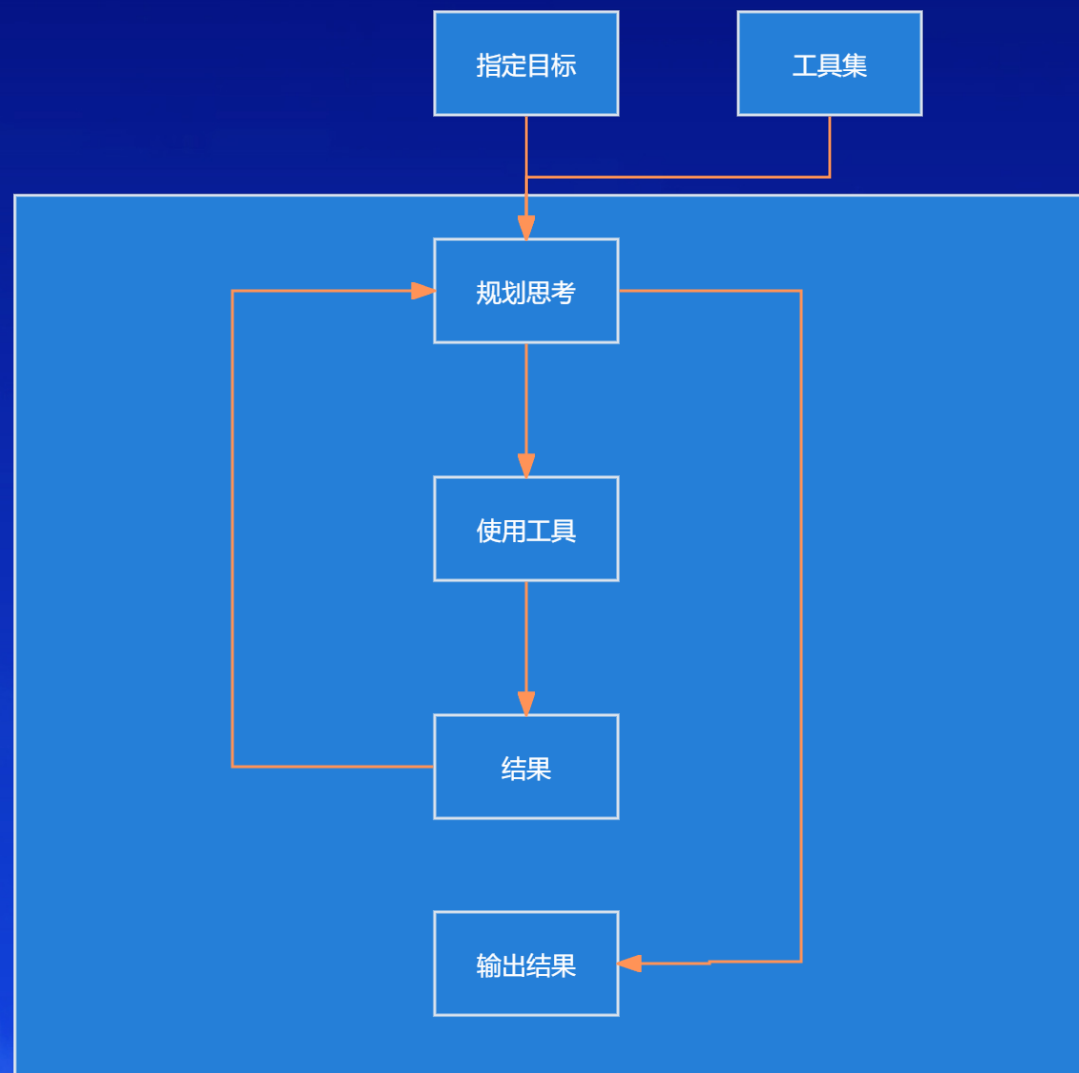 指定目标
工具集
规划思考
使用工具
结果
输出结果